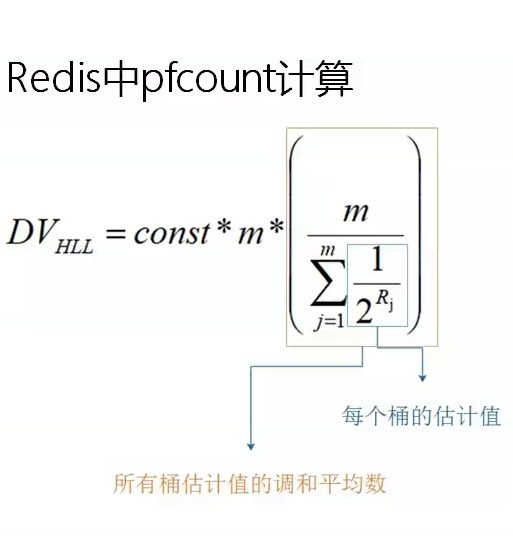 Redis中pfcount计算
DV_{HLL} = const * m * ( \frac{m}{\sum_{j=1}^{m} \frac{1}{2^{R_j}}} )
每个桶的估计值
所有桶估计值的调和平均数